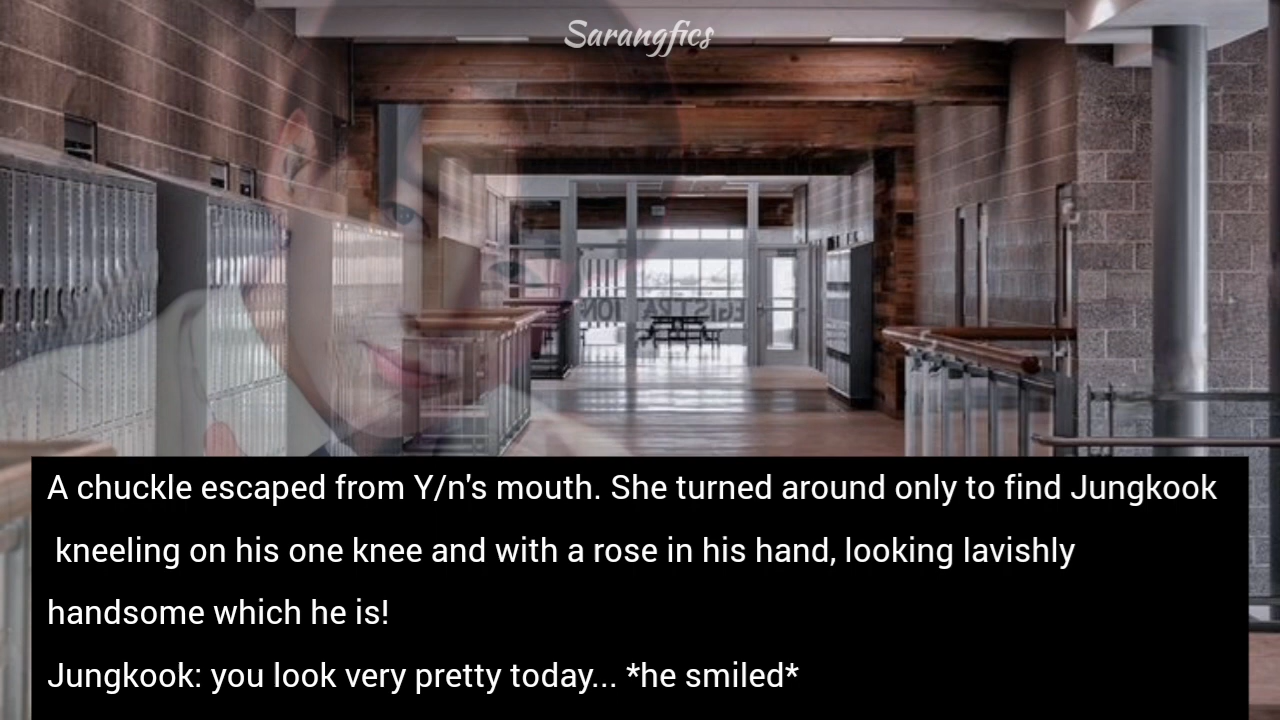 Sarangfics
EGISTRATION
A chuckle escaped from Y/n's mouth. She turned around only to find Jungkook
kneeling on his one knee and with a rose in his hand, looking lavishly
handsome which he is!
Jungkook: you look very pretty today... *he smiled*